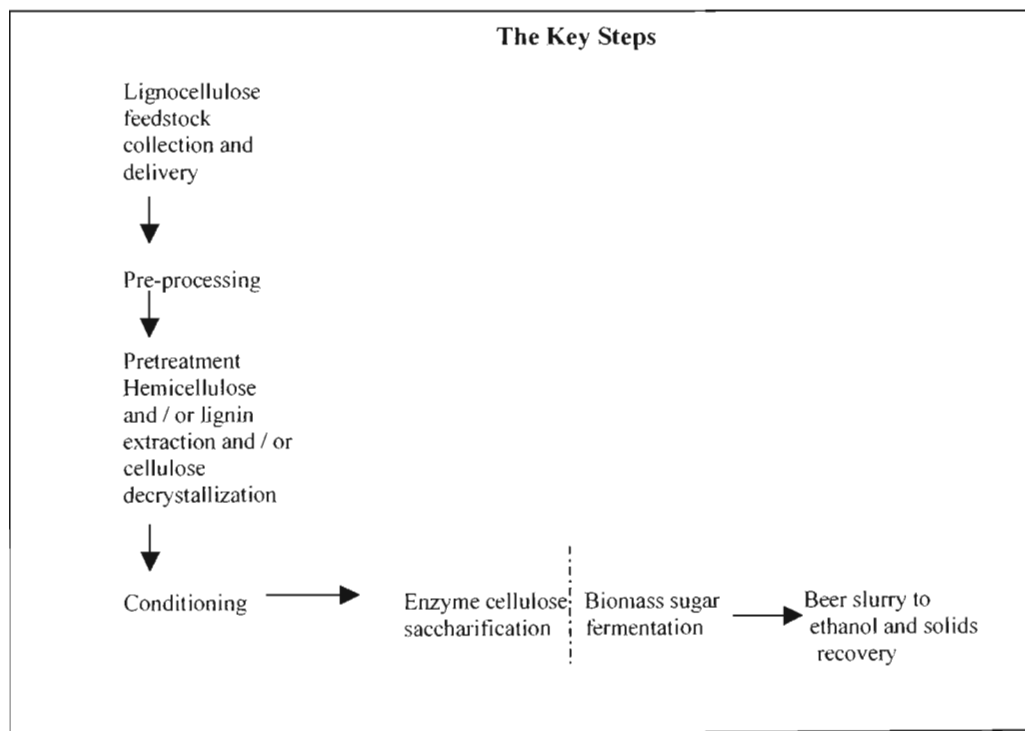 The Key Steps
Lignocellulose
feedstock
collection and
delivery
Pre-processing
Pretreatment
Hemicellulose
and / or lignin
extraction and / or
cellulose
decrystallization
Conditioning
Enzyme cellulose
saccharification
Biomass sugar
fermentation
Beer slurry to
ethanol and solids
recovery